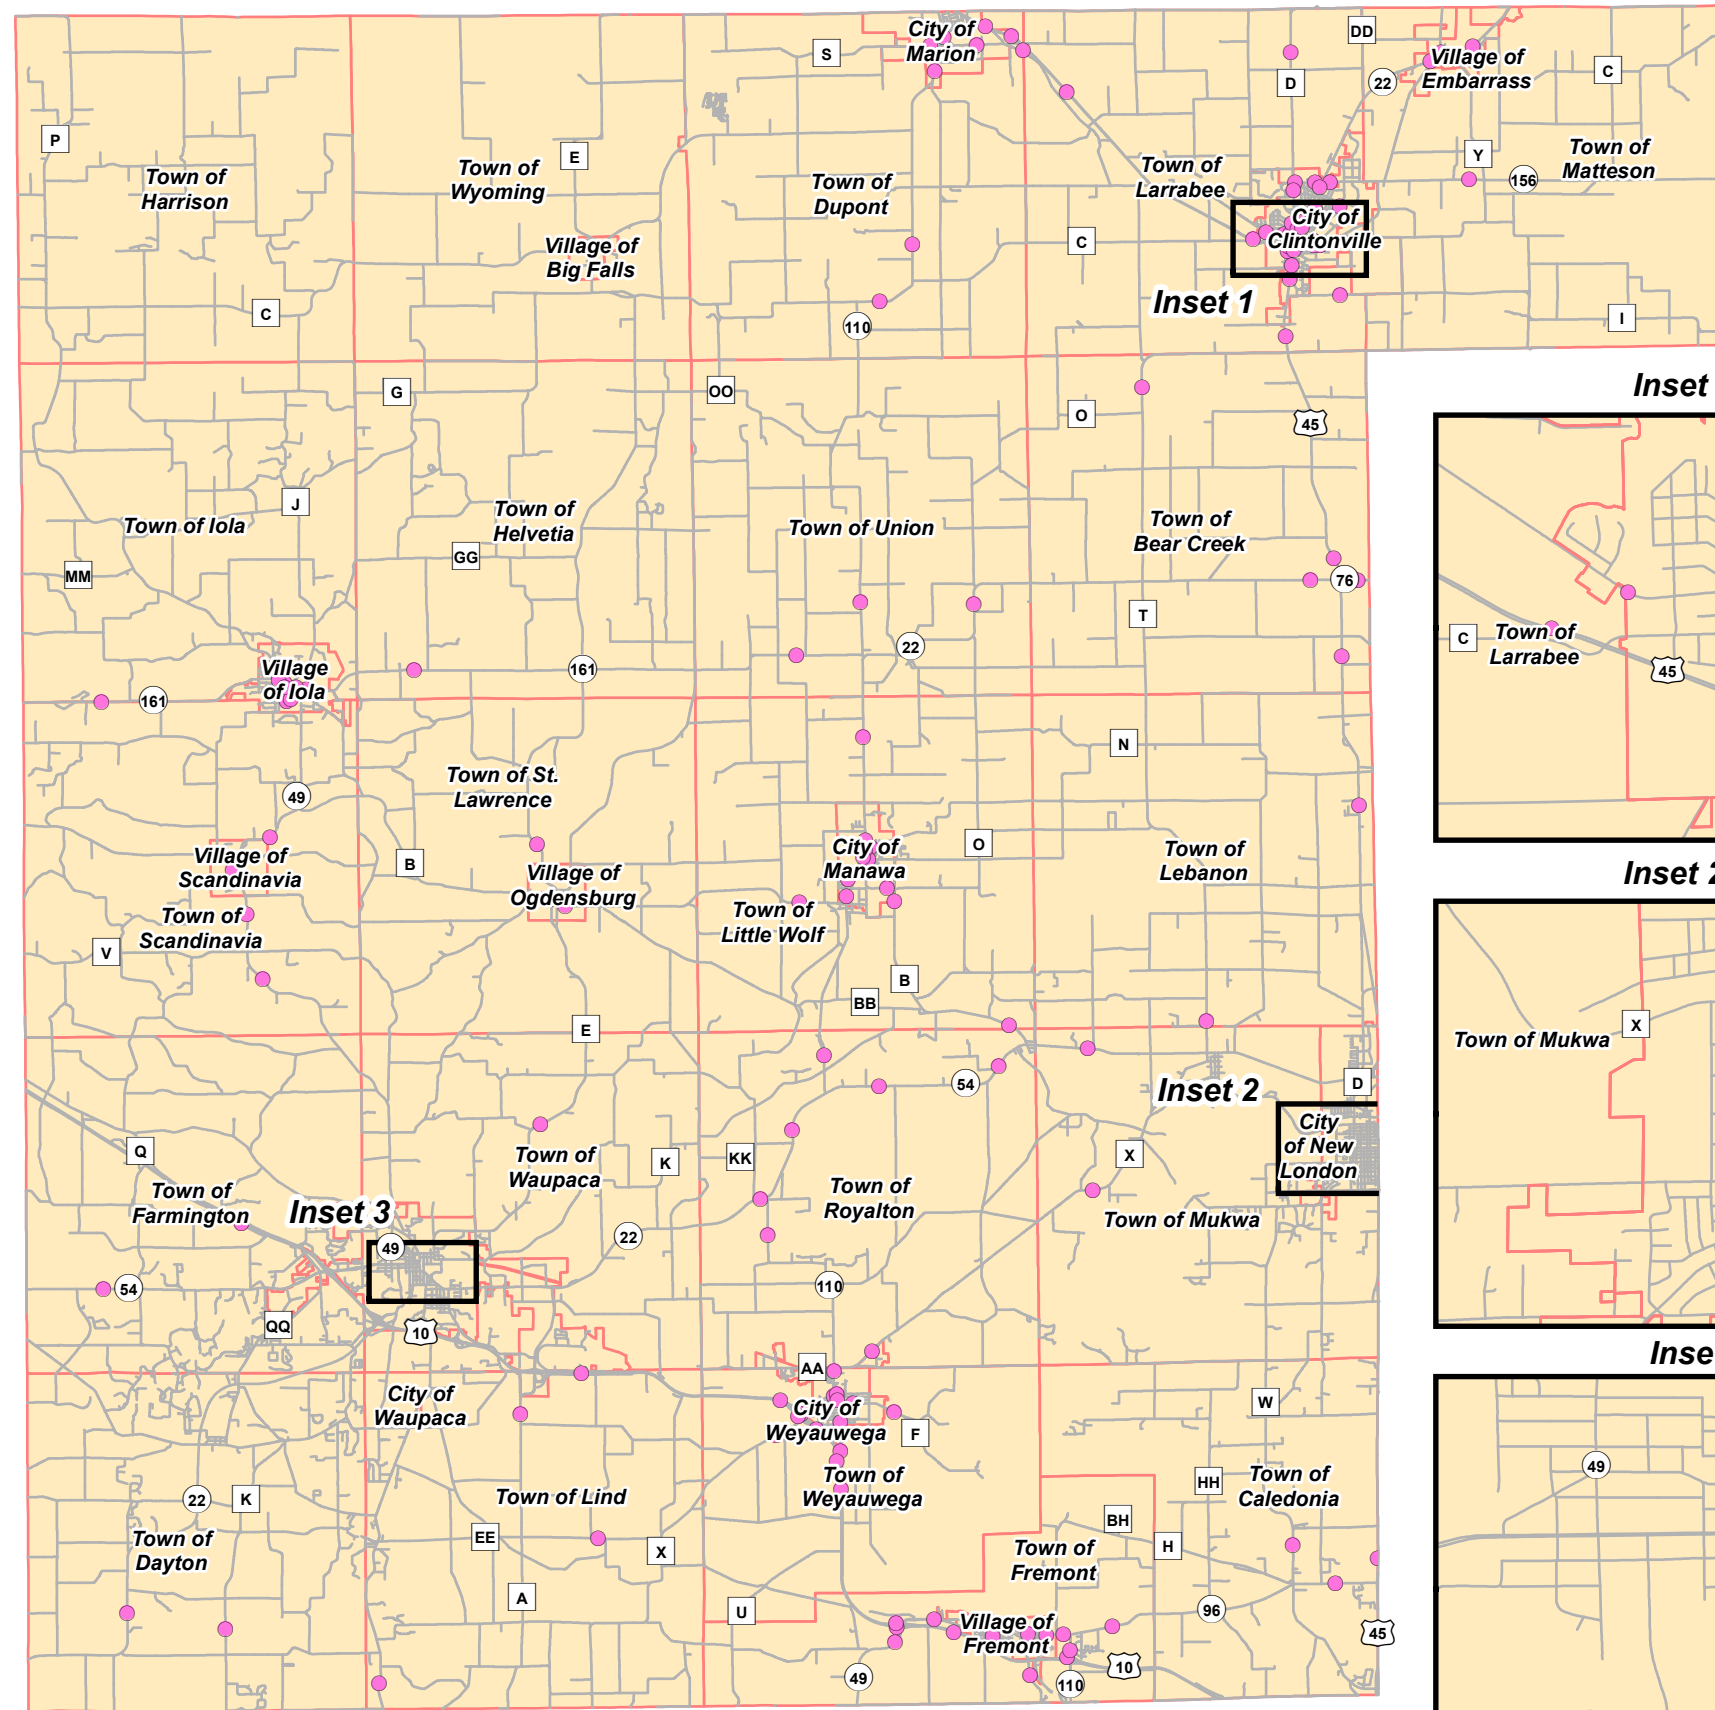 City of
Marion
S
DD
Village of
Embarrass
22
D
C
P
E
Y
Town of
Matteson
156
Town of
Harrison
Town of
Wyoming
Town of
Dupont
Town of
Larrabee
City of
Clintonville
Village of
Big Falls
C
C
Inset 1
110
I
G
OO
O
45
Inset
J
Town of Iola
Town of
Helvetia
Town of Union
Town of
Bear Creek
GG
MM
76
T
22
C
Town of
Larrabee
45
Village
of Iola
161
161
N
49
Town of St.
Lawrence
Village of
Scandinavia
B
Village of
Ogdensburg
City of
Manawa
O
Town of
Lebanon
Inset 2
Town of
Scandinavia
Town of
Little Wolf
V
B
BB
E
X
Town of Mukwa
54
Inset 2
D
City
of New
London
Q
Town of
Waupaca
K
KK
X
Town of
Farmington
Inset 3
Town of
Royalton
Town of Mukwa
49
22
54
110
QQ
10
Inse
AA
City of
Waupaca
City of
Weyauwega
F
W
49
Town of
Weyauwega
HH
Town of
Caledonia
22
K
Town of Lind
BH
Town of
Dayton
EE
X
Town of
Fremont
H
A
U
96
Village of
Fremont
45
49
10
110